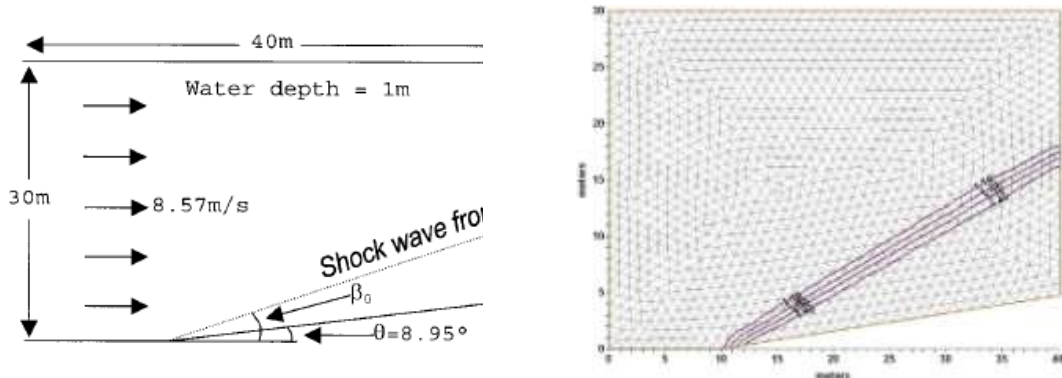 40m
Water depth = 1m
30m
8.57m/s
Shock wave fro
β₀
θ=8.95°
30
25
20
15
10
5
0
0 5 10 15 20 25 30 35 40
meters
meters